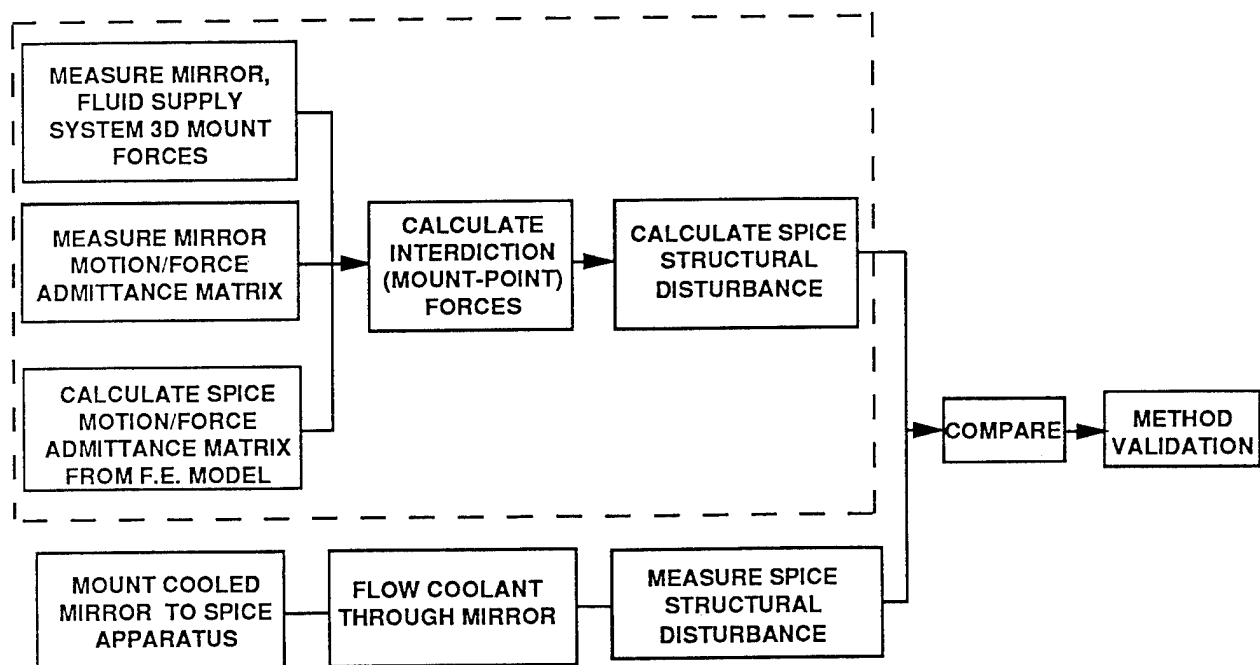 MEASURE MIRROR,
FLUID SUPPLY
SYSTEM 3D MOUNT
FORCES
MEASURE MIRROR
MOTION/FORCE
ADMITTANCE MATRIX
CALCULATE SPICE
MOTION/FORCE
ADMITTANCE MATRIX
FROM F.E. MODEL
CALCULATE
INTERDICTION
(MOUNT-POINT)
FORCES
CALCULATE SPICE
STRUCTURAL
DISTURBANCE
MOUNT COOLED
MIRROR TO SPICE
APPARATUS
FLOW COOLANT
THROUGH MIRROR
MEASURE SPICE
STRUCTURAL
DISTURBANCE
COMPARE
METHOD
VALIDATION